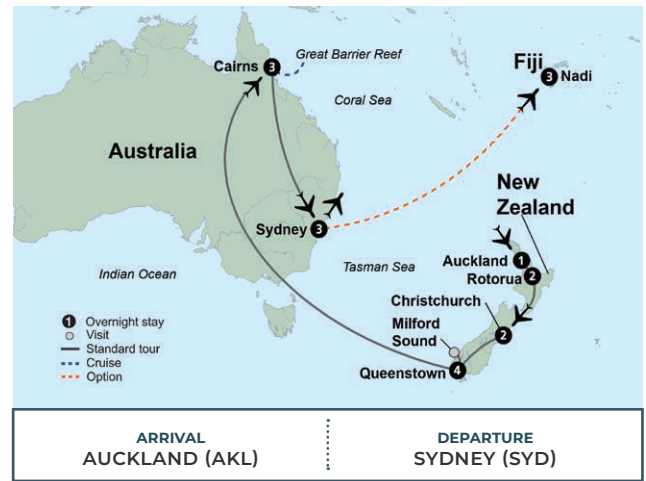 Great Barrier Reef
Cairns 3
Fiji
3 Nadi
Coral Sea
Australia
New
Zealand
Sydney 3
Auckland 1
Rotorua 2
Tasman Sea
Indian Ocean
Christchurch
2
Milford
Sound
Queenstown 4
1 Overnight stay
Visit
Standard tour
Cruise
Option
ARRIVAL
AUCKLAND (AKL)
DEPARTURE
SYDNEY (SYD)